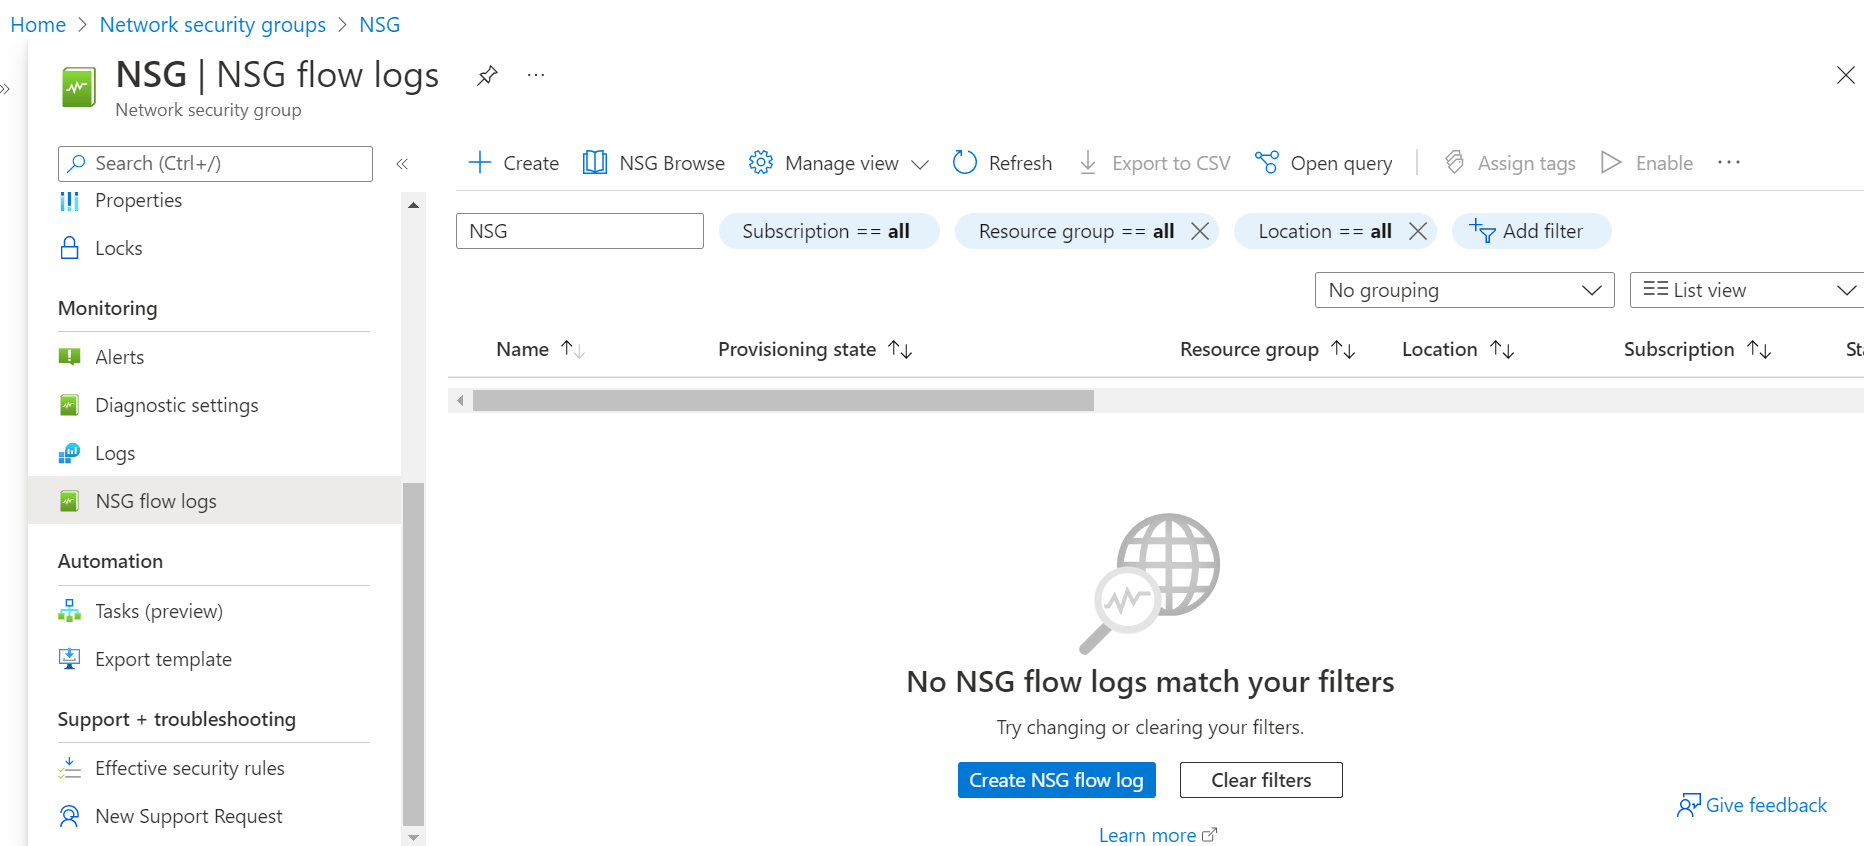 Home > Network security groups > NSG
NSG | NSG flow logs
Network security group
Search (Ctrl+/)
Create NSG Browse Manage view Refresh Export to CSV Open query Assign tags Enable
Properties
Locks
Monitoring
Alerts
Diagnostic settings
Logs
NSG flow logs
Automation
Tasks (preview)
Export template
Support + troubleshooting
Effective security rules
New Support Request
NSG Subscription == all Resource group == all Location == all Add filter
No grouping List view
Name Provisioning state Resource group Location Subscription
No NSG flow logs match your filters
Try changing or clearing your filters.
Create NSG flow log Clear filters
Learn more
Give feedback